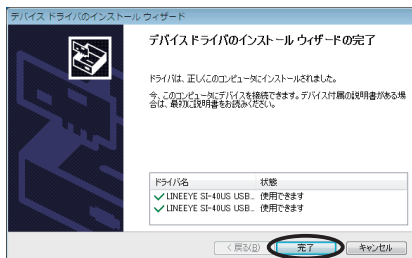 デバイス ドライバのインストール ウィザード
デバイス ドライバのインストール ウィザードの完了
ドライバは、正しくこのコンピュータにインストールされました。
今、このコンピュータにデバイスを接続できます。デバイス付属の説明書がある場
合は、最初に説明書をお読みください。
ドライバ名 状態
LINEEYE SI-40US USB... 使用できます
LINEEYE SI-40US USB... 使用できます
< 戻る(B) 完了 キャンセル